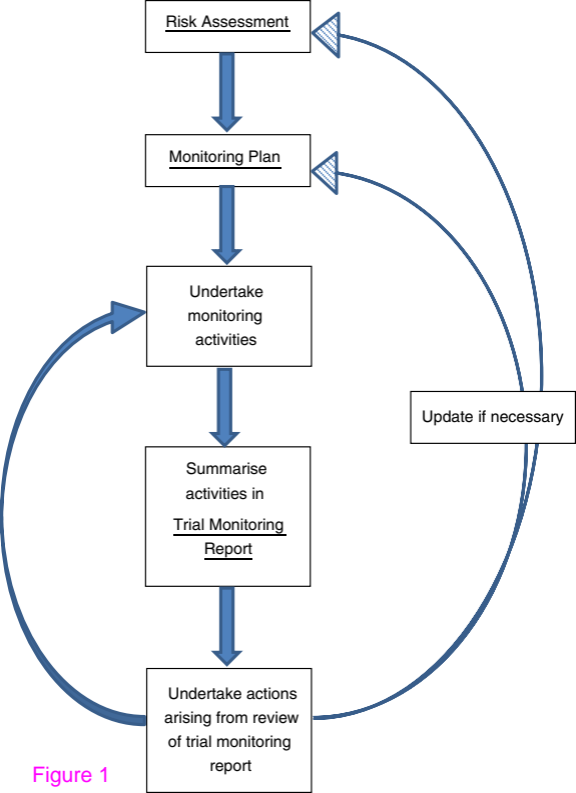 Risk Assessment
Monitoring Plan
Undertake
monitoring
activities
Update if necessary
Summarise
activities in
Trial Monitoring
Report
Undertake actions
arising from review
of trial monitoring
report
Figure 1